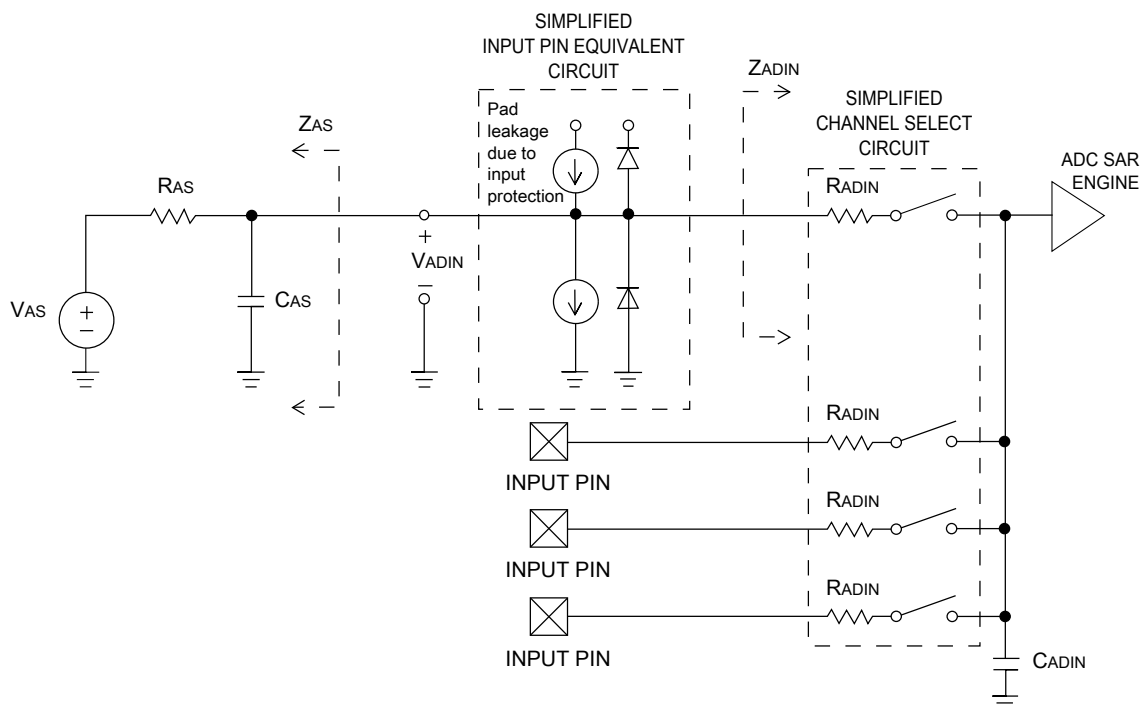 SIMPLIFIED
INPUT PIN EQUIVALENT
CIRCUIT
Pad
leakage
due to
input
protection
ZAS
RAS
VAS
+
−
CAS
+
VADIN
−
ZADIN
SIMPLIFIED
CHANNEL SELECT
CIRCUIT
RADIN
ADC SAR
ENGINE
RADIN
INPUT PIN
RADIN
INPUT PIN
RADIN
INPUT PIN
CADIN